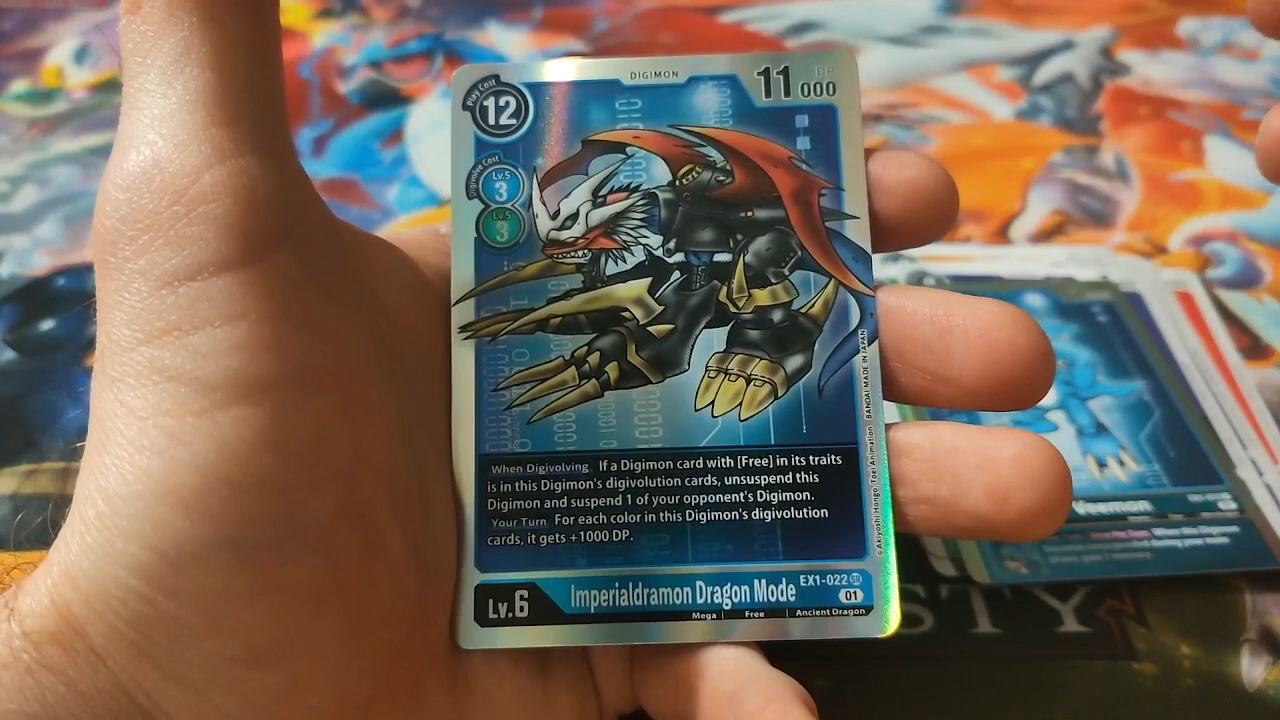 DIGIMON
Play Cost
12
DP
11000
Digivolve Cost
Lv.5
3
Lv.5
3
When Digivolving If a Digimon card with [Free] in its traits
is in this Digimon's digivolution cards, unsuspend this
Digimon and suspend 1 of your opponent's Digimon.
Your Turn For each color in this Digimon's digivolution
cards, it gets +1000 DP.
©Akiyoshi Hongo, Toei Animation BANDAI MADE IN JAPAN
Lv.6
Imperialdramon Dragon Mode
EX1-022 SR
01
Mega | Free | Ancient Dragon
Veemon
STY